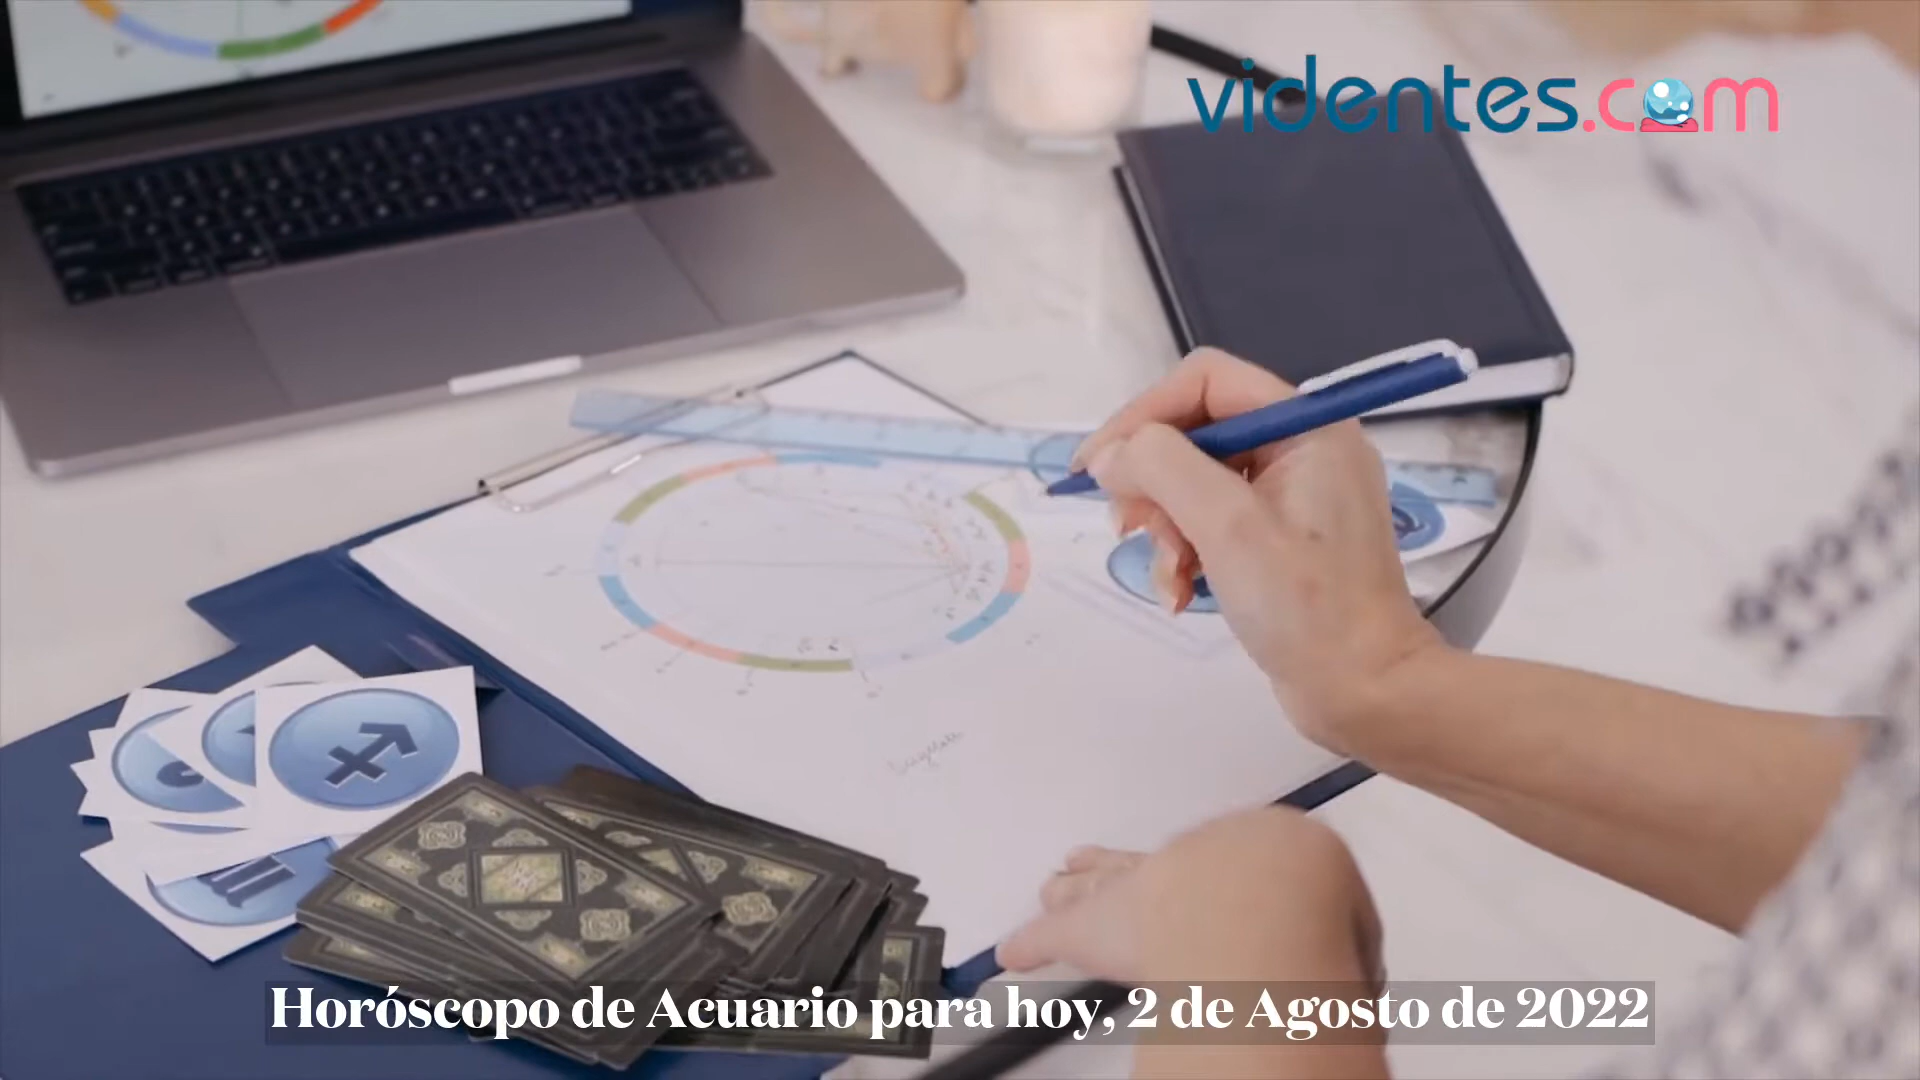 videntes.com
Horóscopo de Acuario para hoy, 2 de Agosto de 2022